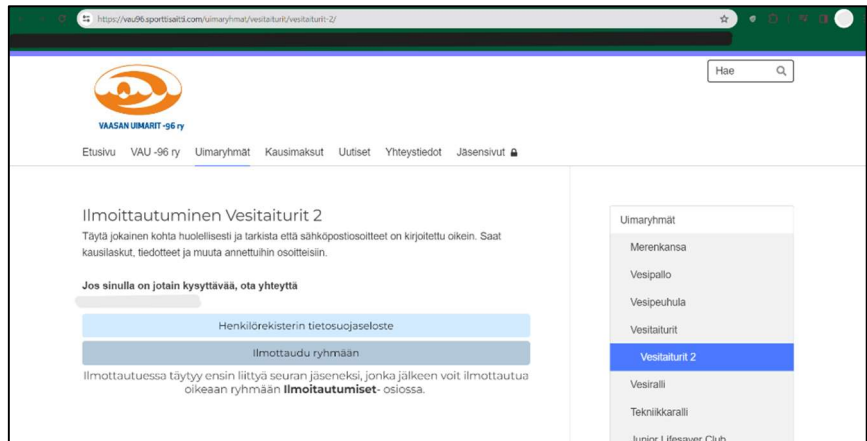 https://vau96.sporttisaitti.com/uimaryhmat/vesitaiturit/vesitaiturit-2/
Hae
VAASAN UIMARIT -96 ry
Etusivu VAU -96 ry Uimaryhmät Kausimaksut Uutiset Yhteystiedot Jäsensivut
Ilmoittautuminen Vesitaiturit 2
Täytä jokainen kohta huolellisesti ja tarkista että sähköpostiosoitteet on kirjoitettu oikein. Saat
kausilaskut, tiedotteet ja muuta annettuihin osoitteisiin.
Jos sinulla on jotain kysyttävää, ota yhteyttä
Henkilörekisterin tietosuojaseloste
Ilmottaudu ryhmään
Ilmottautuessa täytyy ensin liittyä seuran jäseneksi, jonka jälkeen voit ilmottautua
oikeaan ryhmään Ilmoitautumiset- osiossa.
Uimaryhmät
Merenkansa
Vesipallo
Vesipeuhula
Vesitaiturit
Vesitaiturit 2
Vesiralli
Tekniikkaralli
Junior Lifesaver Club